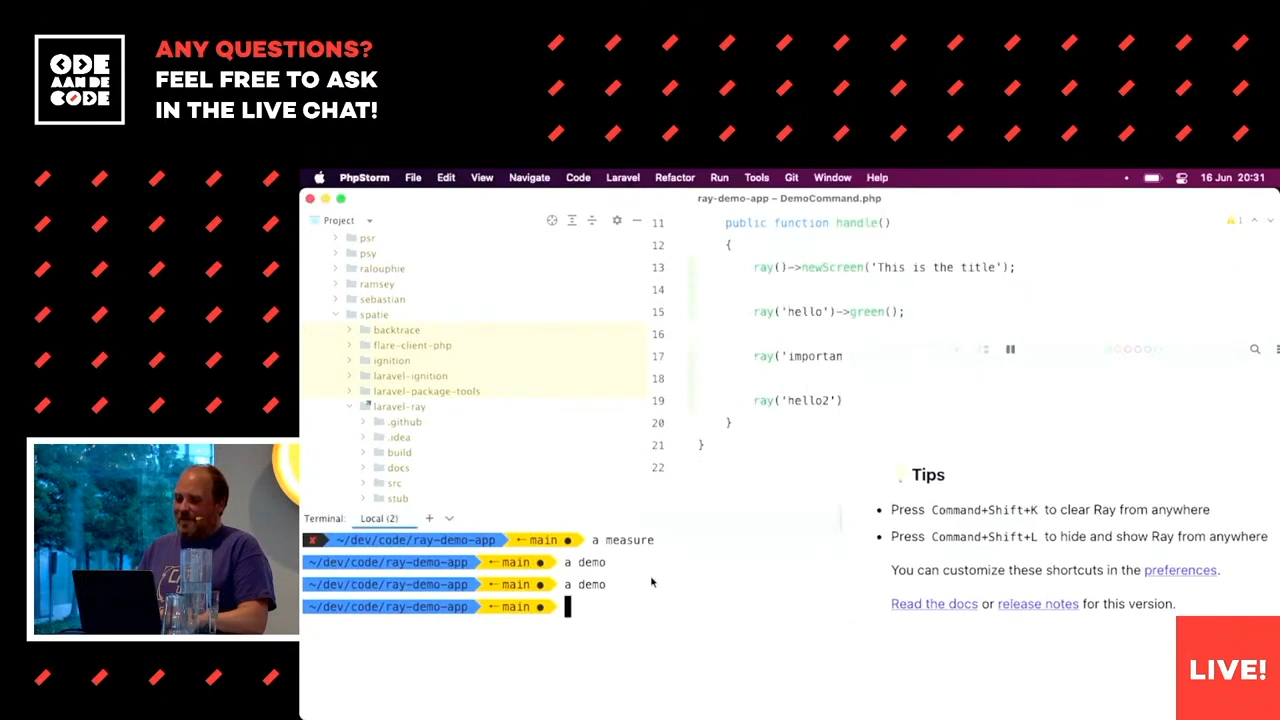 ODE
AAN DE
CODE
ANY QUESTIONS?
FEEL FREE TO ASK
IN THE LIVE CHAT!
PhpStorm File Edit View Navigate Code Laravel Refactor Run Tools Git Window Help 16 Jun 20:31
ray-demo-app – DemoCommand.php
Project
psr
psy
ralouphie
ramsey
sebastian
spatie
backtrace
flare-client-php
ignition
laravel-ignition
laravel-package-tools
laravel-ray
.github
.idea
build
docs
src
stub
11 public function handle()
12 {
13 ray()->newScreen('This is the title');
14
15 ray('hello')->green();
16
17 ray('importan
18
19 ray('hello2')
20 }
21 }
22
1
Tips
Press Command+Shift+K to clear Ray from anywhere
Press Command+Shift+L to hide and show Ray from anywhere
You can customize these shortcuts in the preferences.
Read the docs or release notes for this version.
Terminal: Local (2)
✘ ~/dev/code/ray-demo-app main ● a measure
~/dev/code/ray-demo-app main ● a demo
~/dev/code/ray-demo-app main ● a demo
~/dev/code/ray-demo-app main ●
LIVE!